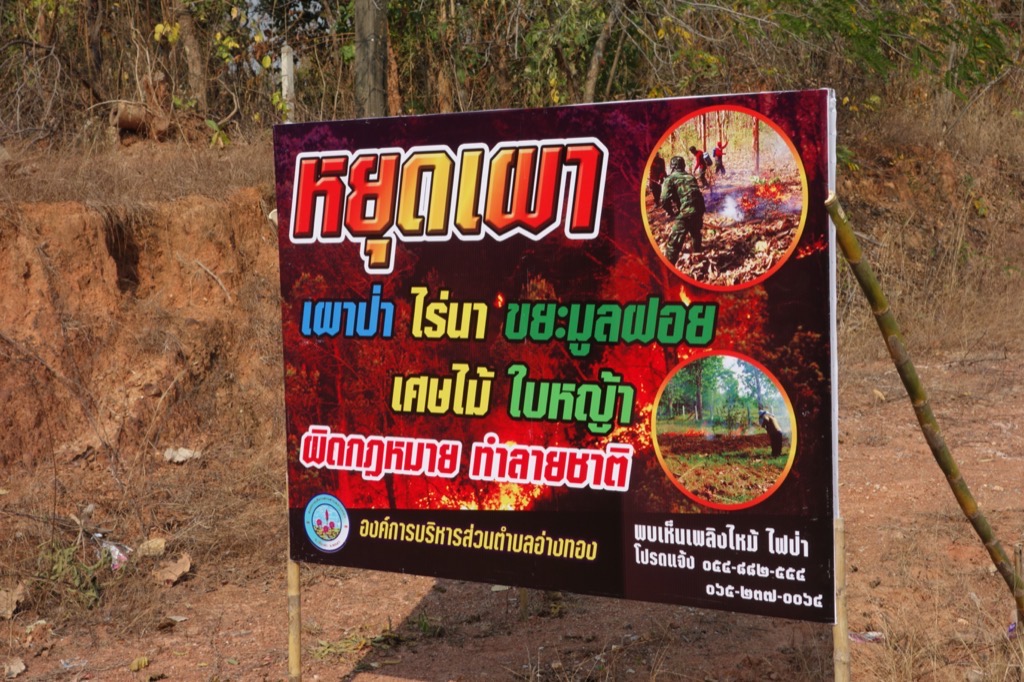 หยุดเผา
เผาป่า ไร่นา ขยะมูลฝอย
เศษไม้ ใบหญ้า
ผิดกฎหมาย ทำลายชาติ
องค์การบริหารส่วนตำบลอ่างทอง
พบเห็นเพลิงไหม้ ไฟป่า
โปรดแจ้ง ๐๕๔-๘๘๒-๕๕๔
๐๖๕-๒๓๗-๐๐๖๔